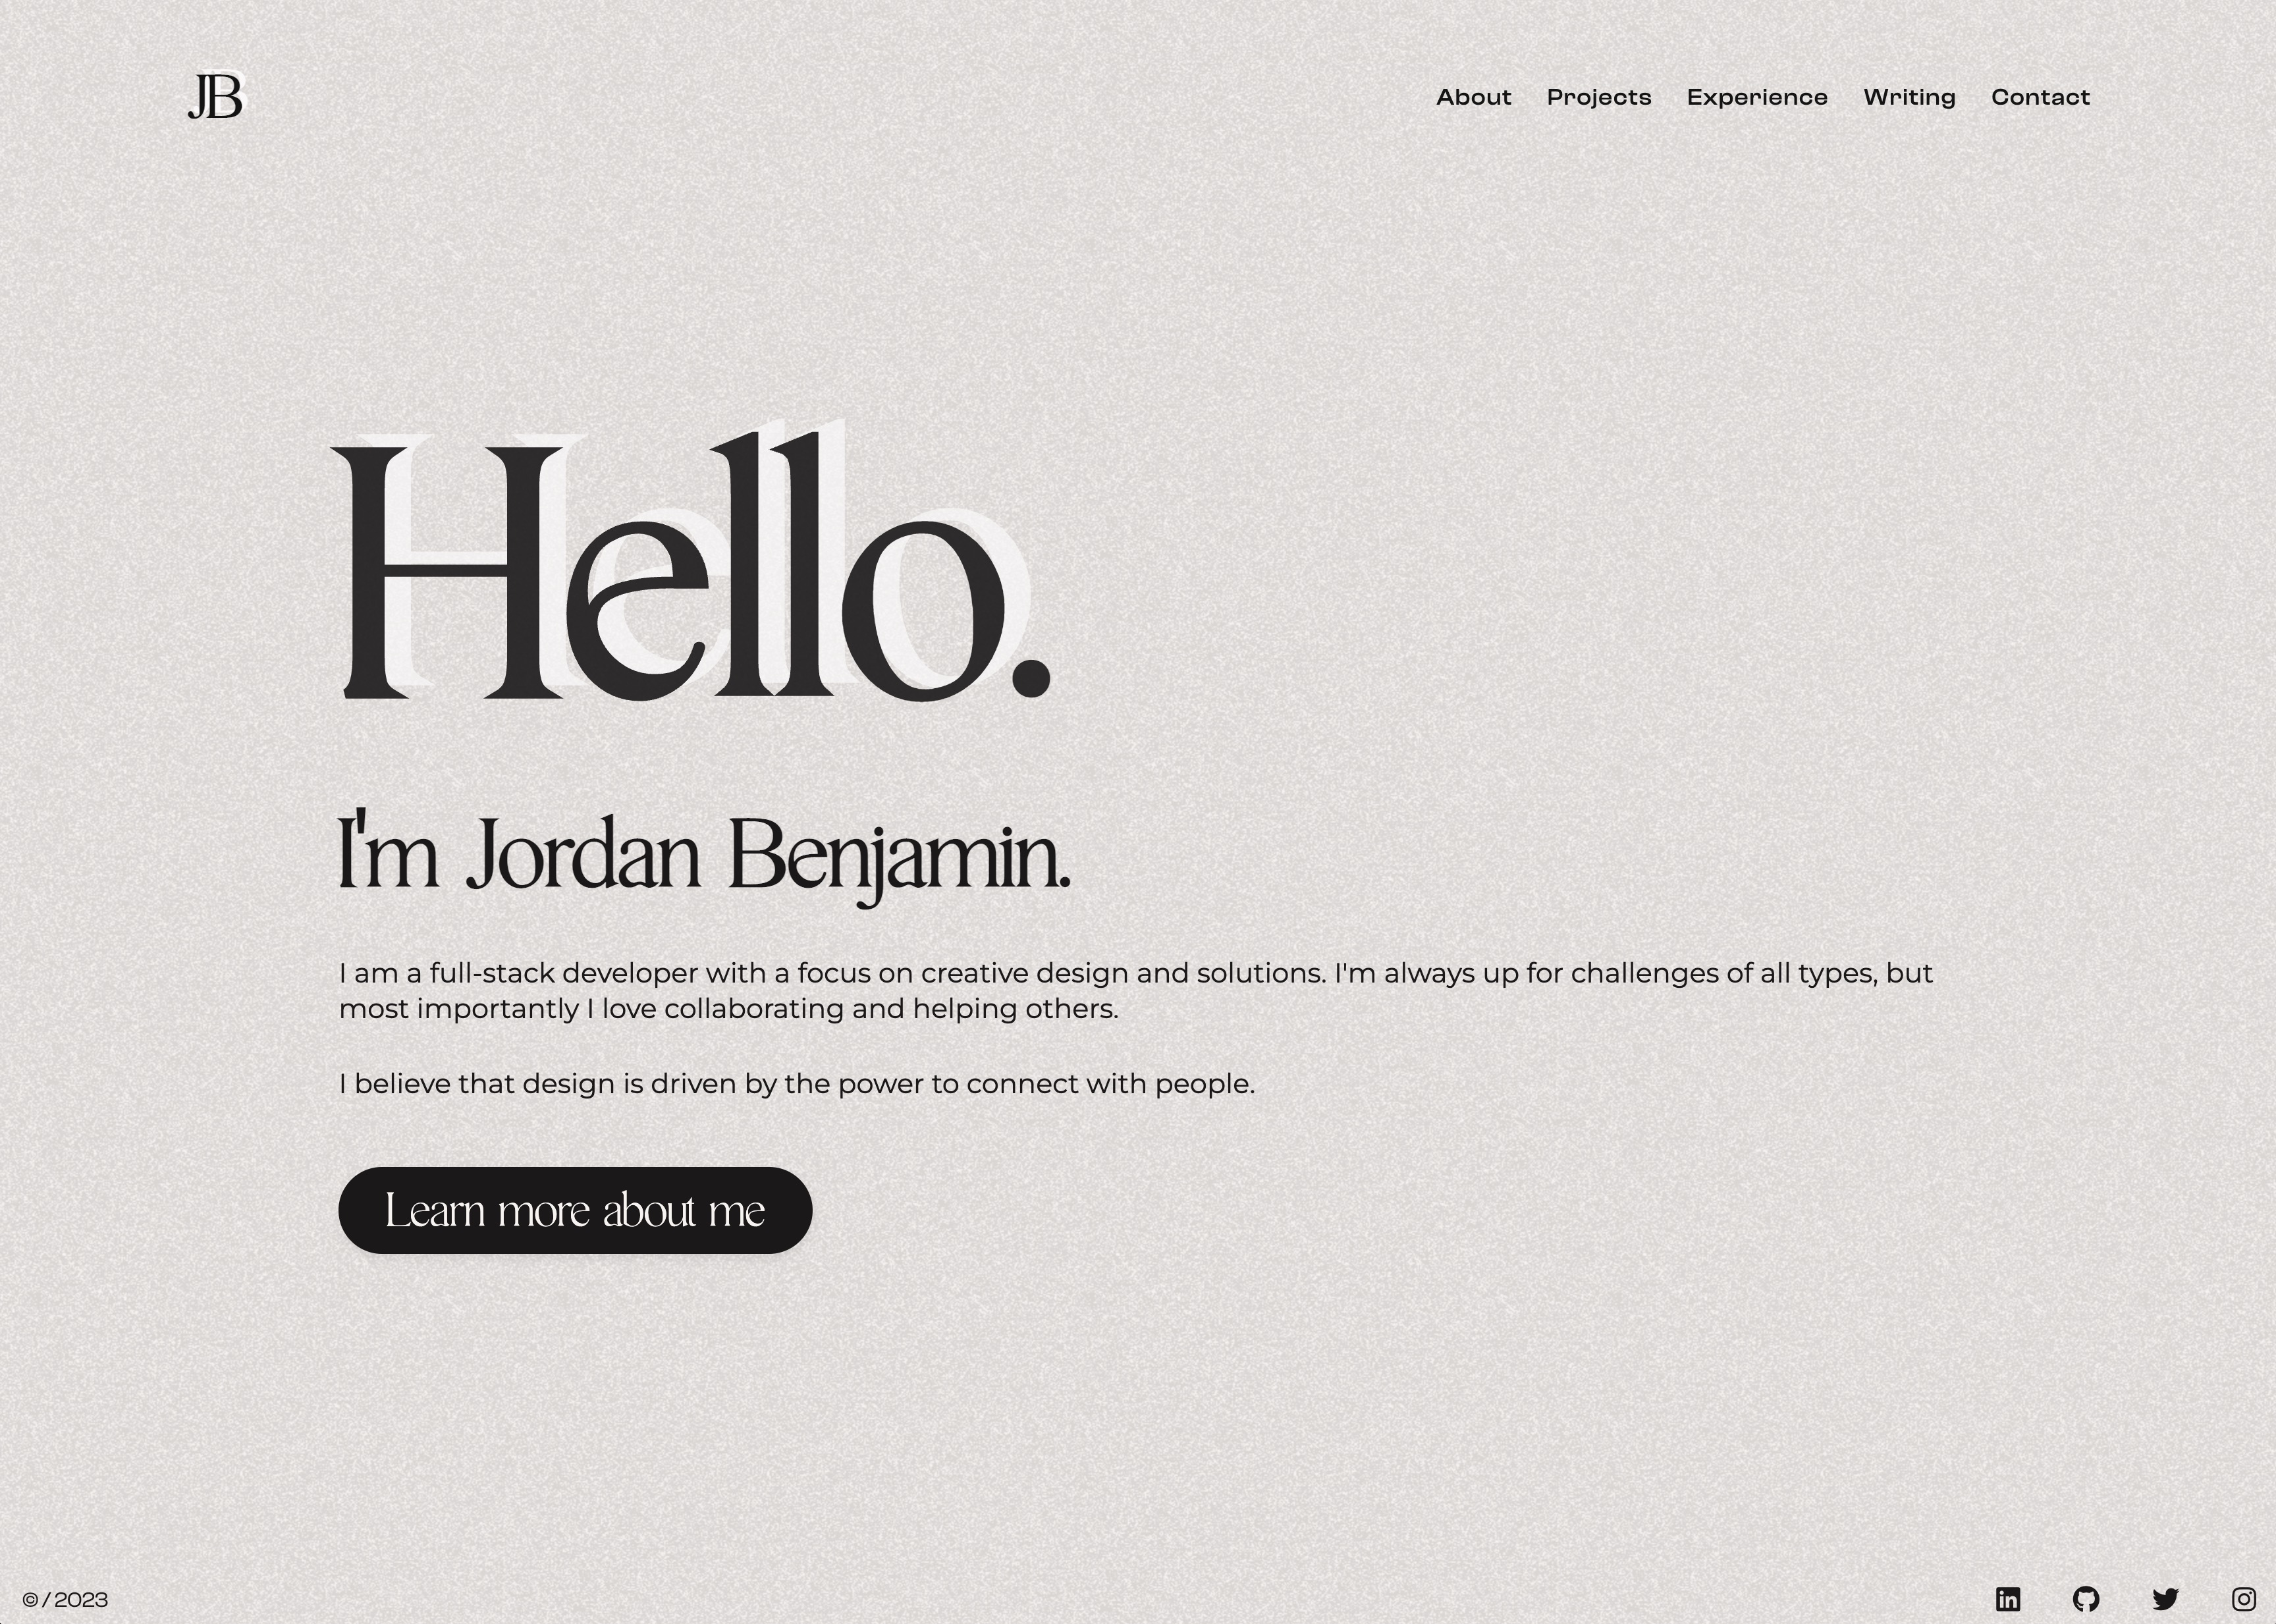 JB
About Projects Experience Writing Contact
Hello.
I'm Jordan Benjamin.
I am a full-stack developer with a focus on creative design and solutions. I'm always up for challenges of all types, but
most importantly I love collaborating and helping others.
I believe that design is driven by the power to connect with people.
Learn more about me
© / 2023
in